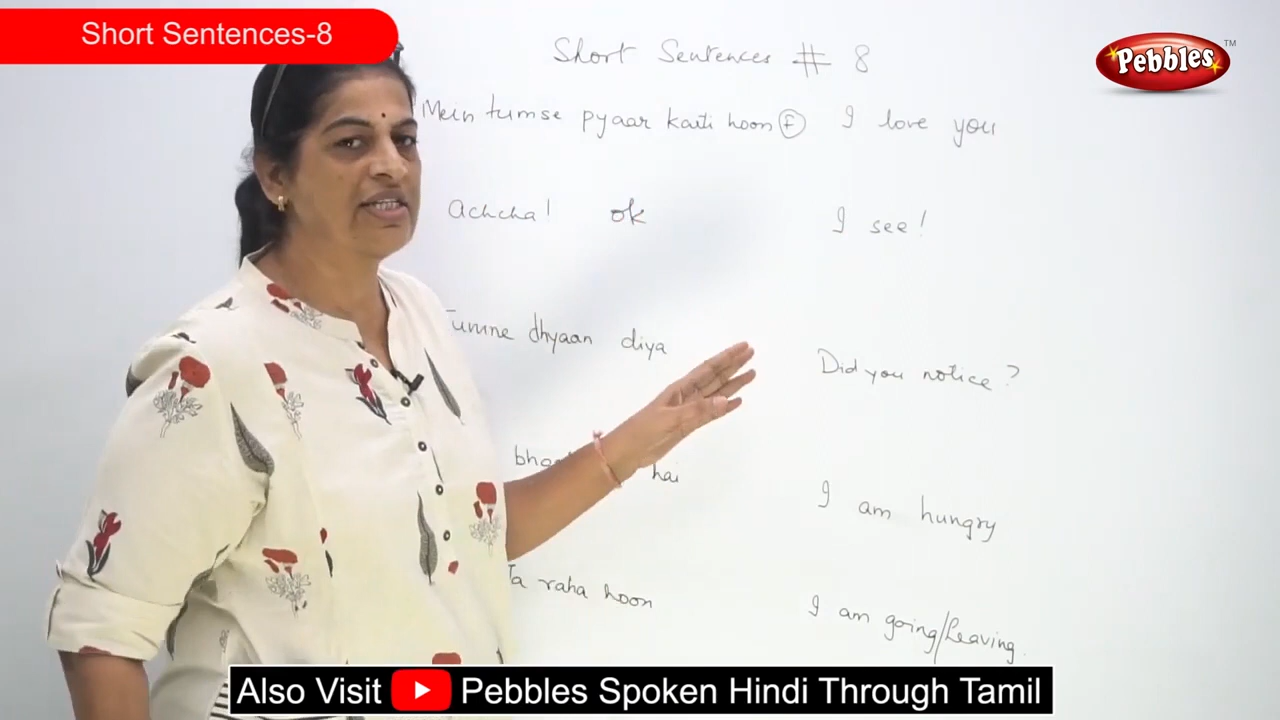 Short Sentences-8
Short Sentences # 8
Pebbles TM
Mein tumse pyaar karti hoon (F) I love you
Achcha! ok I see!
Tumne dhyaan diya Did you notice?
hai I am hungry
Ja raha hoon I am going/leaving.
Also Visit Pebbles Spoken Hindi Through Tamil